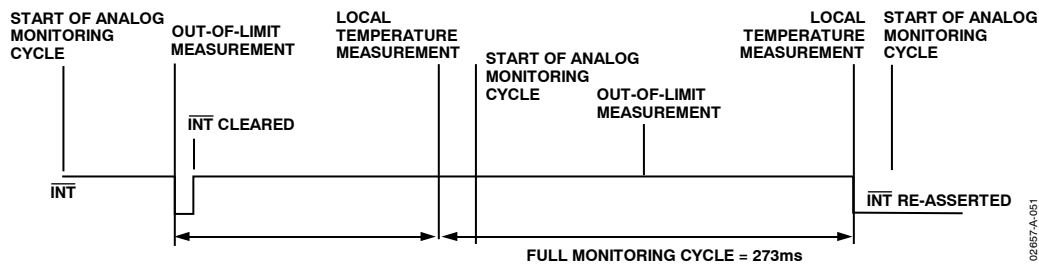 START OF ANALOG
MONITORING
CYCLE
OUT-OF-LIMIT
MEASUREMENT
INT CLEARED
INT
LOCAL
TEMPERATURE
MEASUREMENT
START OF ANALOG
MONITORING
CYCLE
OUT-OF-LIMIT
MEASUREMENT
LOCAL
TEMPERATURE
MEASUREMENT
START OF ANALOG
MONITORING
CYCLE
INT RE-ASSERTED
FULL MONITORING CYCLE = 273ms
02657-A-051